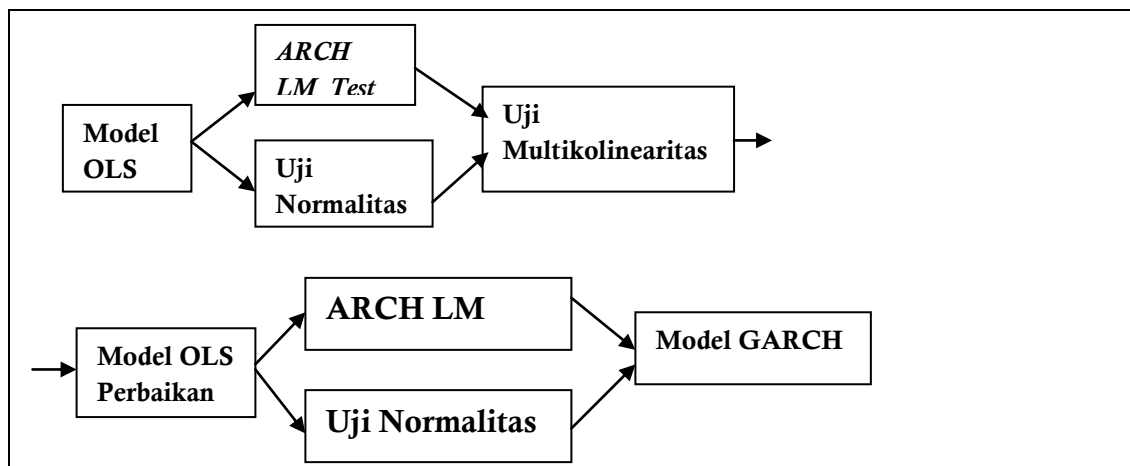 ARCH
LM Test
Model
OLS
Uji
Normalitas
Uji
Multikolinearitas
Model OLS
Perbaikan
ARCH LM
Uji Normalitas
Model GARCH